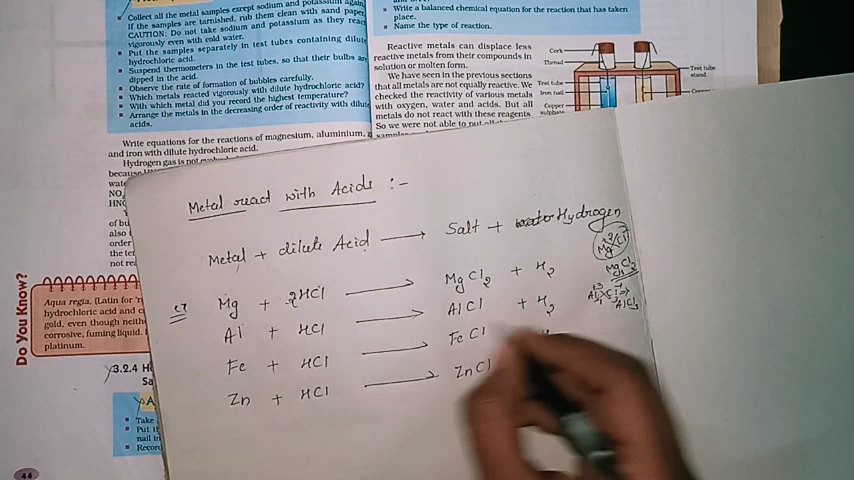 Collect all the metal samples except sodium and potassium again.
If the samples are tarnished, rub them clean with sand paper.
CAUTION: Do not take sodium and potassium as they react
vigorously even with cold water.
Put the samples separately in test tubes containing dilute
hydrochloric acid.
Suspend thermometers in the test tubes, so that their bulbs are
dipped in the acid.
Observe the rate of formation of bubbles carefully.
Which metals reacted vigorously with dilute hydrochloric acid?
With which metal did you record the highest temperature?
Arrange the metals in the decreasing order of reactivity with dilute
acids.
Write equations for the reactions of magnesium, aluminium,
and iron with dilute hydrochloric acid.
Hydrogen gas is not
Write a balanced chemical equation for the reaction that has taken
place.
Name the type of reaction.
Reactive metals can displace less
reactive metals from their compounds in
solution or molten form.
We have seen in the previous sections
that all metals are not equally reactive. We
checked the reactivity of various metals
with oxygen, water and acids. But all
metals do not react with these reagents.
So we were not able to put all
Cork
Thread
Test tube
Iron nail
Copper
sulphate
Test tube
stand
Metal react with Acids :-
Metal + dilute Acid → Salt + Hydrogen
Mg + 2HCl → MgCl2 + H2
Al + HCl → AlCl + H2
Fe + HCl → FeCl
Zn + HCl → ZnCl
MgCl2
AlCl3
Do You Know?
Aqua regia, (Latin for
hydrochloric acid and
gold, even though
corrosive, fuming liquid.
platinum.
3.2.4
Take
Put
nail in
Record
44